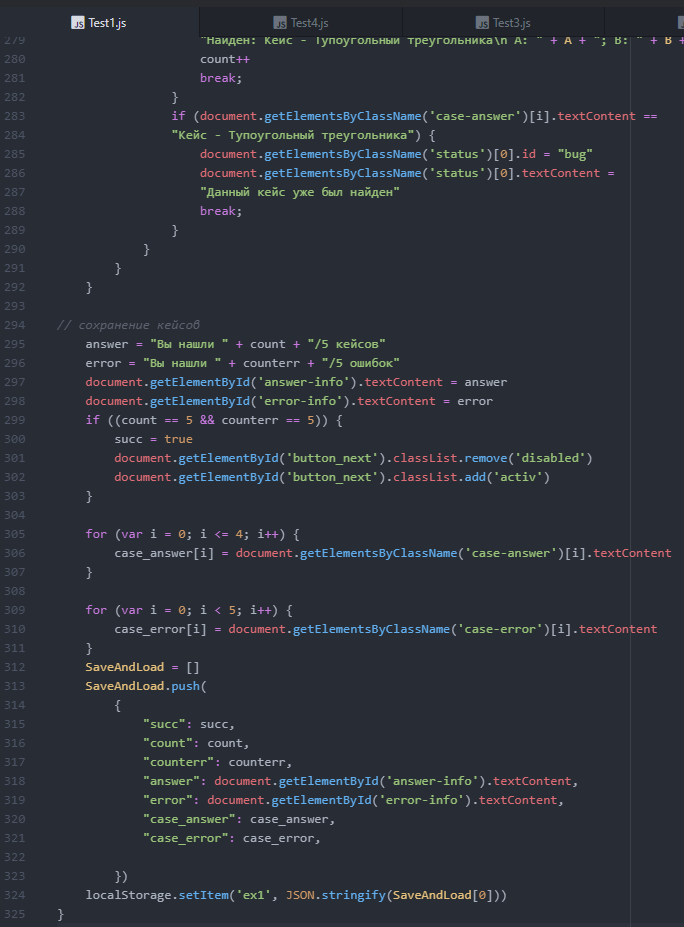 JS Test1.js
JS Test4.js
JS Test3.js
JS
279 "Найден: Кейс - Тупоугольный треугольника\n A: " + A + "; B: " + B +
280 count++
281 break;
282 }
283 if (document.getElementsByClassName('case-answer')[i].textContent ==
284 "Кейс - Тупоугольный треугольника") {
285 document.getElementsByClassName('status')[0].id = "bug"
286 document.getElementsByClassName('status')[0].textContent =
287 "Данный кейс уже был найден"
288 break;
289 }
290 }
291 }
292 }
293
294 // сохранение кейсов
295 answer = "Вы нашли " + count + "/5 кейсов"
296 error = "Вы нашли " + counterr + "/5 ошибок"
297 document.getElementById('answer-info').textContent = answer
298 document.getElementById('error-info').textContent = error
299 if ((count == 5 && counterr == 5)) {
300 succ = true
301 document.getElementById('button_next').classList.remove('disabled')
302 document.getElementById('button_next').classList.add('activ')
303 }
304
305 for (var i = 0; i <= 4; i++) {
306 case_answer[i] = document.getElementsByClassName('case-answer')[i].textContent
307 }
308
309 for (var i = 0; i < 5; i++) {
310 case_error[i] = document.getElementsByClassName('case-error')[i].textContent
311 }
312 SaveAndLoad = []
313 SaveAndLoad.push(
314 {
315 "succ": succ,
316 "count": count,
317 "counterr": counterr,
318 "answer": document.getElementById('answer-info').textContent,
319 "error": document.getElementById('error-info').textContent,
320 "case_answer": case_answer,
321 "case_error": case_error,
322
323 })
324 localStorage.setItem('ex1', JSON.stringify(SaveAndLoad[0]))
325 }